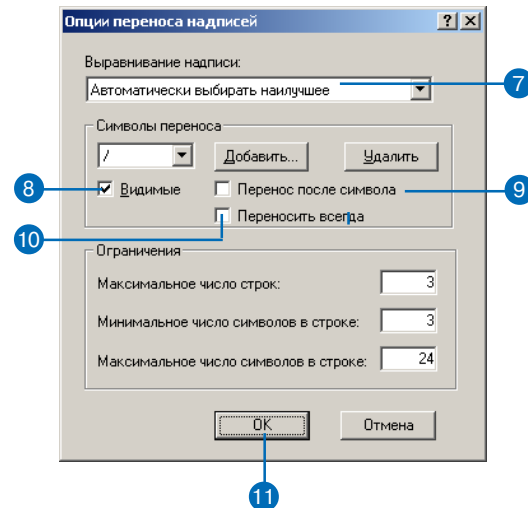 Опции переноса надписей
Выравнивание надписи:
Автоматически выбирать наилучшее
7
Символы переноса
/
Добавить...
Удалить
8
Видимые
Перенос после символа
9
10
Переносить всегда
Ограничения
Максимальное число строк: 3
Минимальное число символов в строке: 3
Максимальное число символов в строке: 24
OK
Отмена
11